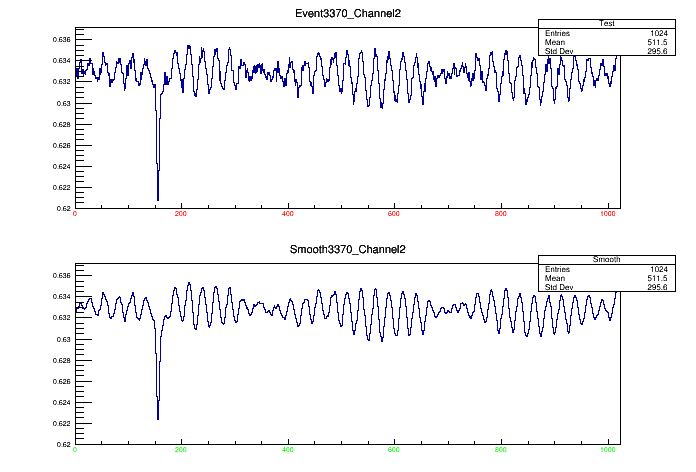 Event3370_Channel2
Test
Entries 1024
Mean 511.5
Std Dev 295.6
0.636
0.634
0.632
0.63
0.628
0.626
0.624
0.622
0.62
0 200 400 600 800 1000
Smooth3370_Channel2
Smooth
Entries 1024
Mean 511.5
Std Dev 295.6
0.636
0.634
0.632
0.63
0.628
0.626
0.624
0.622
0.62
0 200 400 600 800 1000